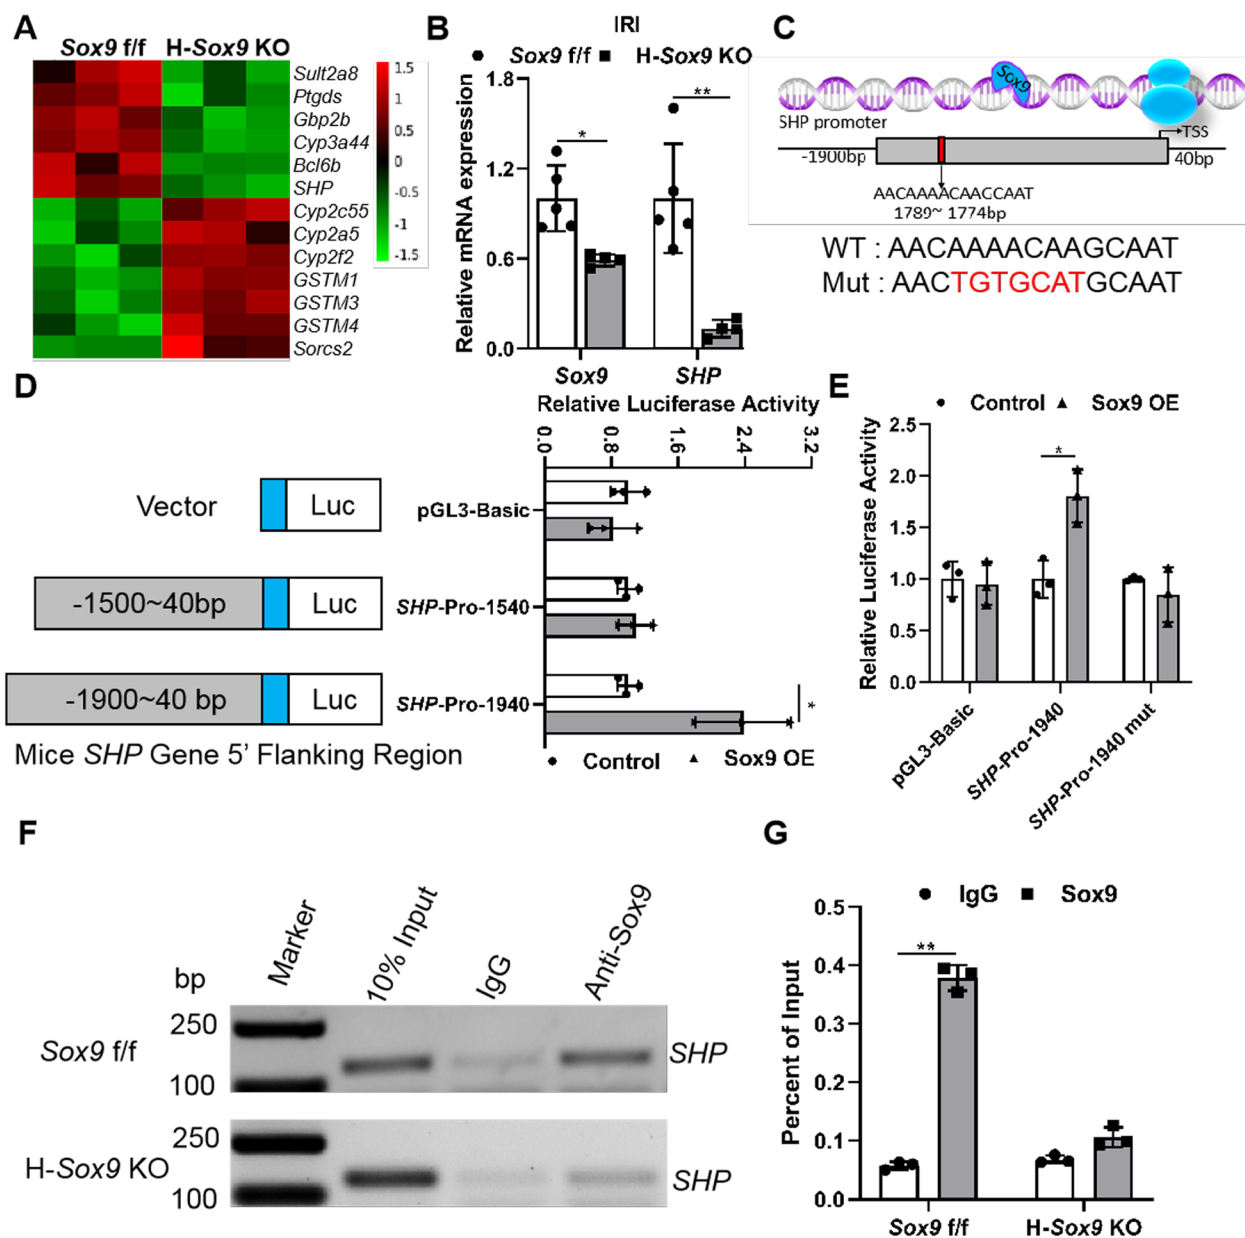 A
Sox9 f/f H-Sox9 KO
Sult2a8
Ptgds
Gbp2b
Cyp3a44
Bcl6b
SHP
Cyp2c55
Cyp2a5
Cyp2f2
GSTM1
GSTM3
GSTM4
Sorcs2
1.5
1
0.5
0
-0.5
-1
-1.5
B
IRI
Sox9 f/f H-Sox9 KO
Relative mRNA expression
1.8
1.2
0.6
0.0
*
**
Sox9 SHP
C
Sox9
SHP promoter
TSS
-1900bp
40bp
AACAAAACAAGCAAT
1789~ 1774bp
WT : AACAAAACAAGCAAT
Mut : AACTGTGCATGCAAT
D
Relative Luciferase Activity
0.0 0.8 1.6 2.4 3.2
Vector Luc pGL3-Basic
-1500~40bp Luc SHP-Pro-1540
-1900~40 bp Luc SHP-Pro-1940
*
Mice SHP Gene 5' Flanking Region
Control Sox9 OE
E
Control Sox9 OE
Relative Luciferase Activity
2.5
2.0
1.5
1.0
0.5
0.0
*
pGL3-Basic
SHP-Pro-1940
SHP-Pro-1940 mut
F
bp
Marker
10% Input
IgG
Anti-Sox9
Sox9 f/f
250
100
SHP
H-Sox9 KO
250
100
SHP
G
IgG Sox9
Percent of Input
0.5
0.4
0.3
0.2
0.1
0.0
**
Sox9 f/f H-Sox9 KO